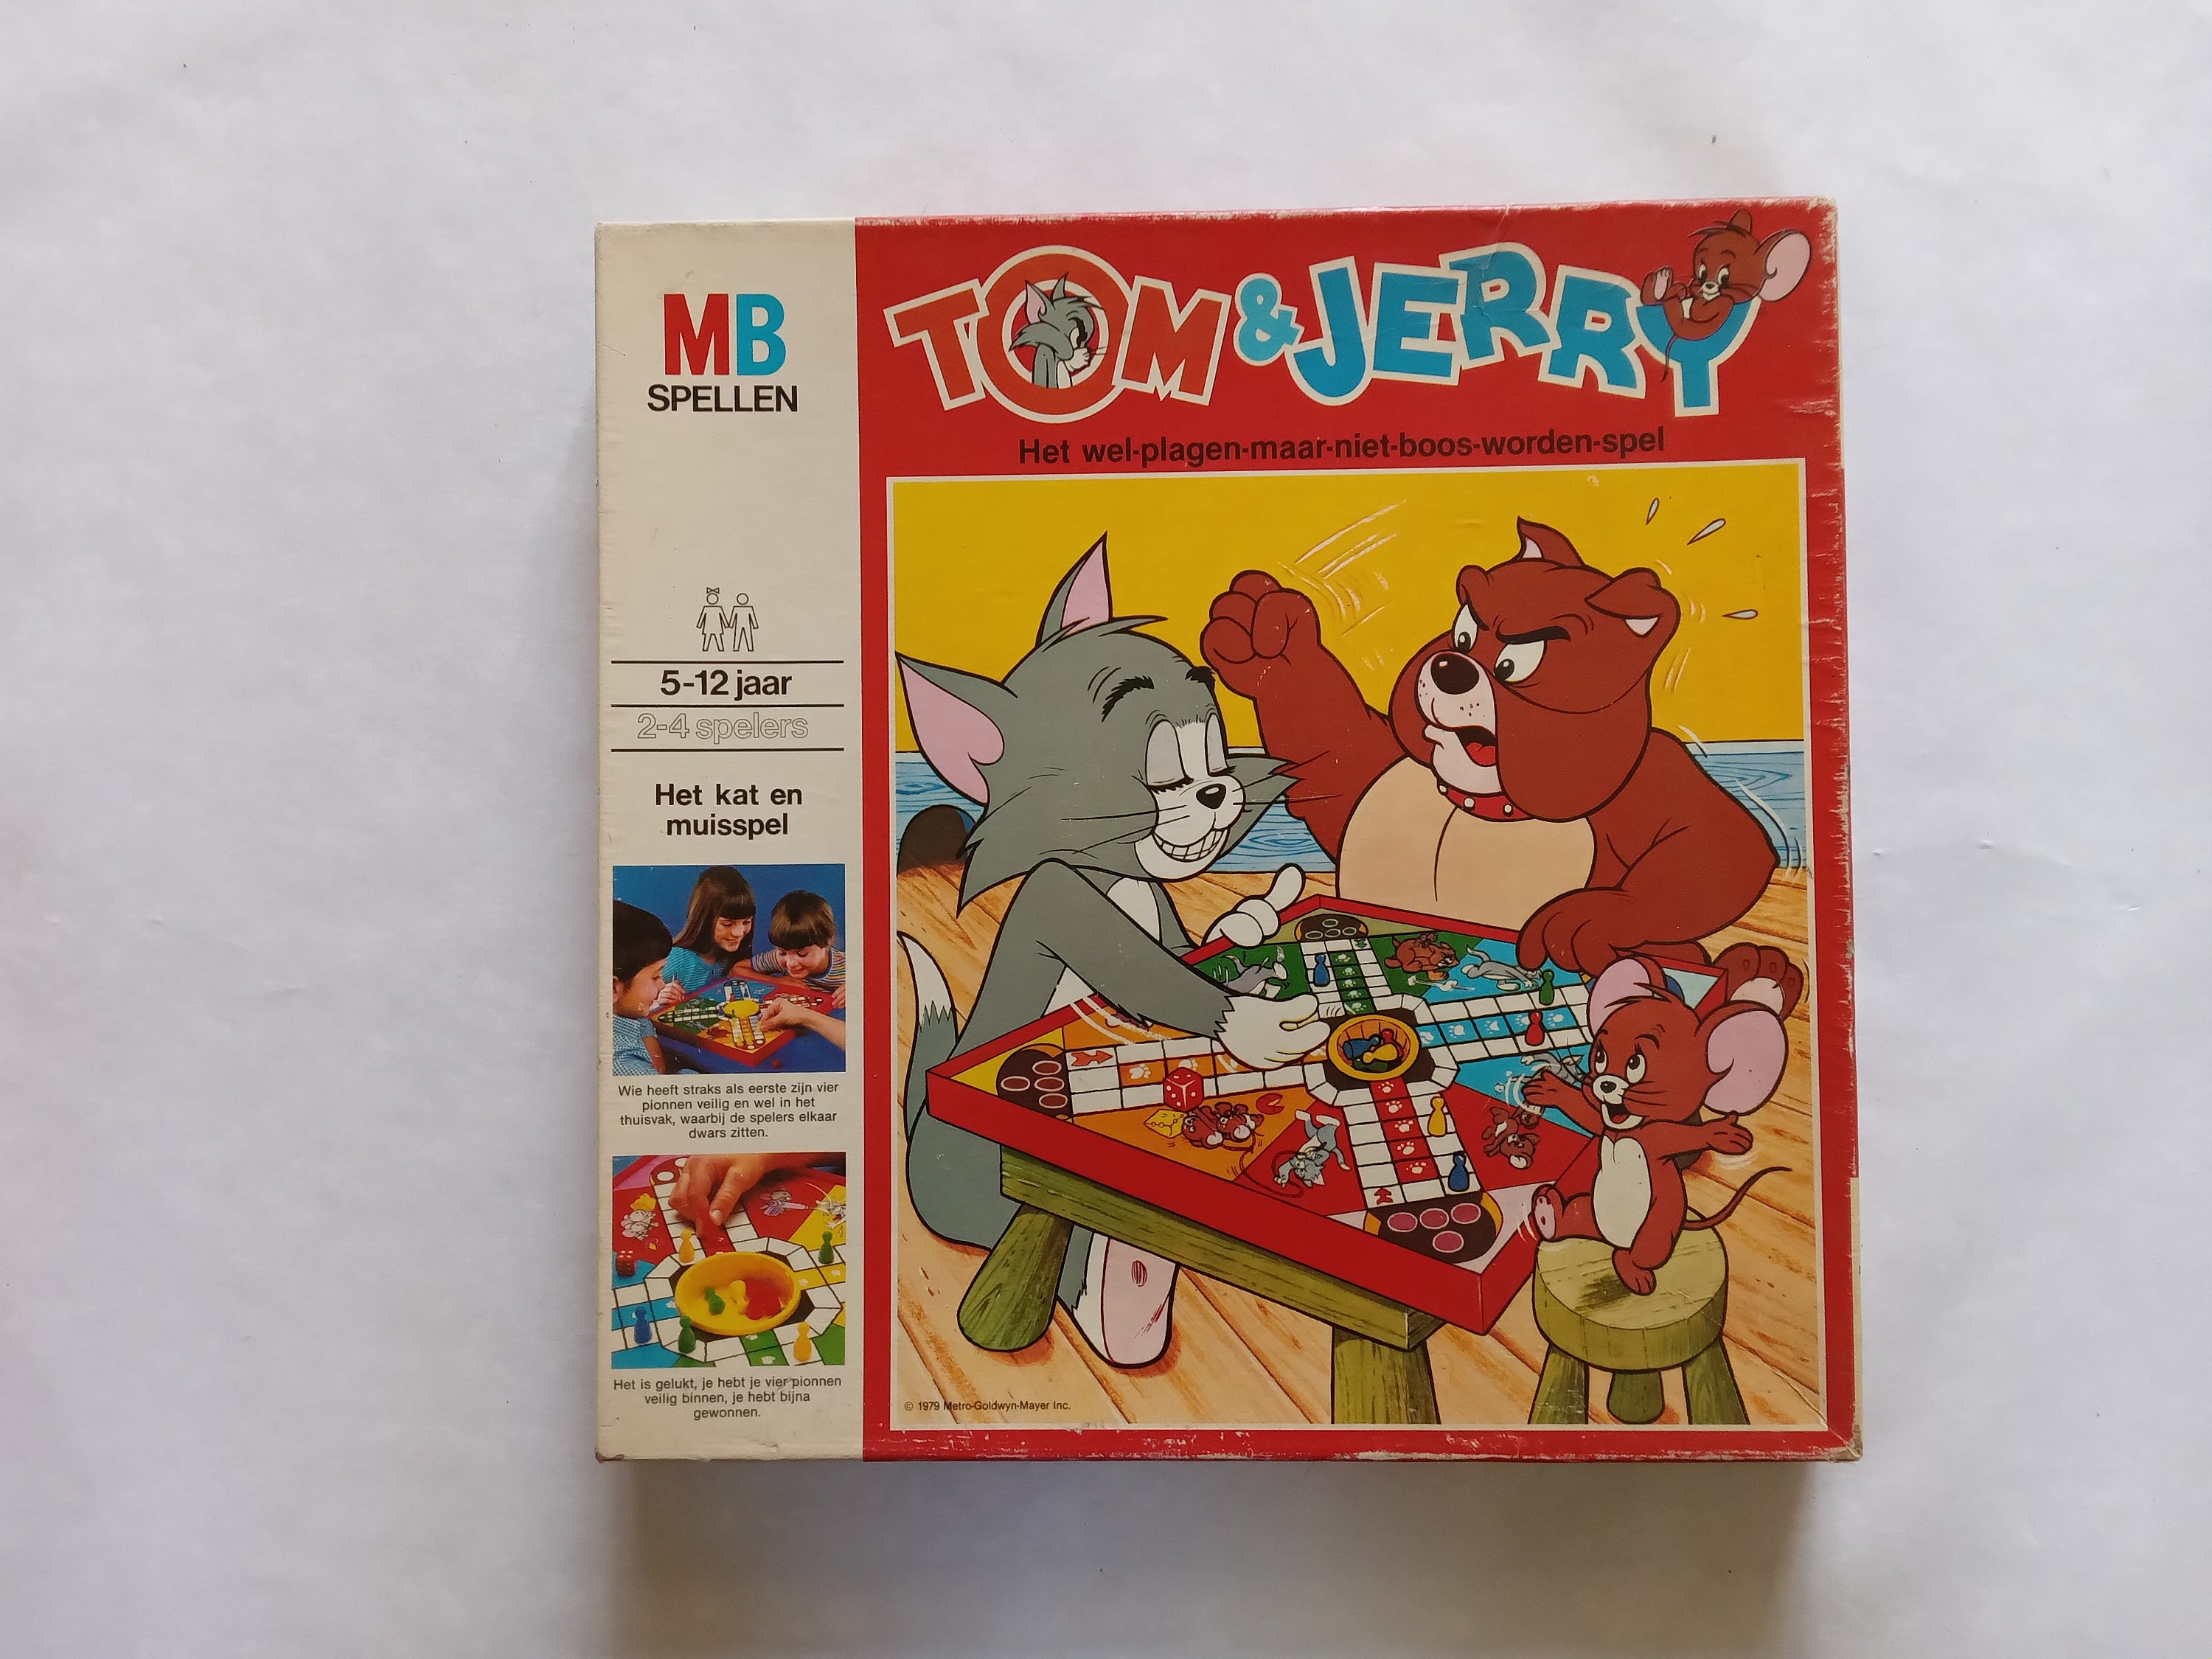 MB
SPELLEN
TOM & JERRY
Het wel-plagen-maar-niet-boos-worden-spel
5-12 jaar
2-4 spelers
Het kat en
muisspel
Wie heeft straks als eerste zijn vier
pionnen veilig en wel in het
thuisvak, waarbij de spelers elkaar
dwars zitten.
Het is gelukt, je hebt je vier pionnen
veilig binnen, je hebt bijna
gewonnen.
© 1979 Metro-Goldwyn-Mayer Inc.